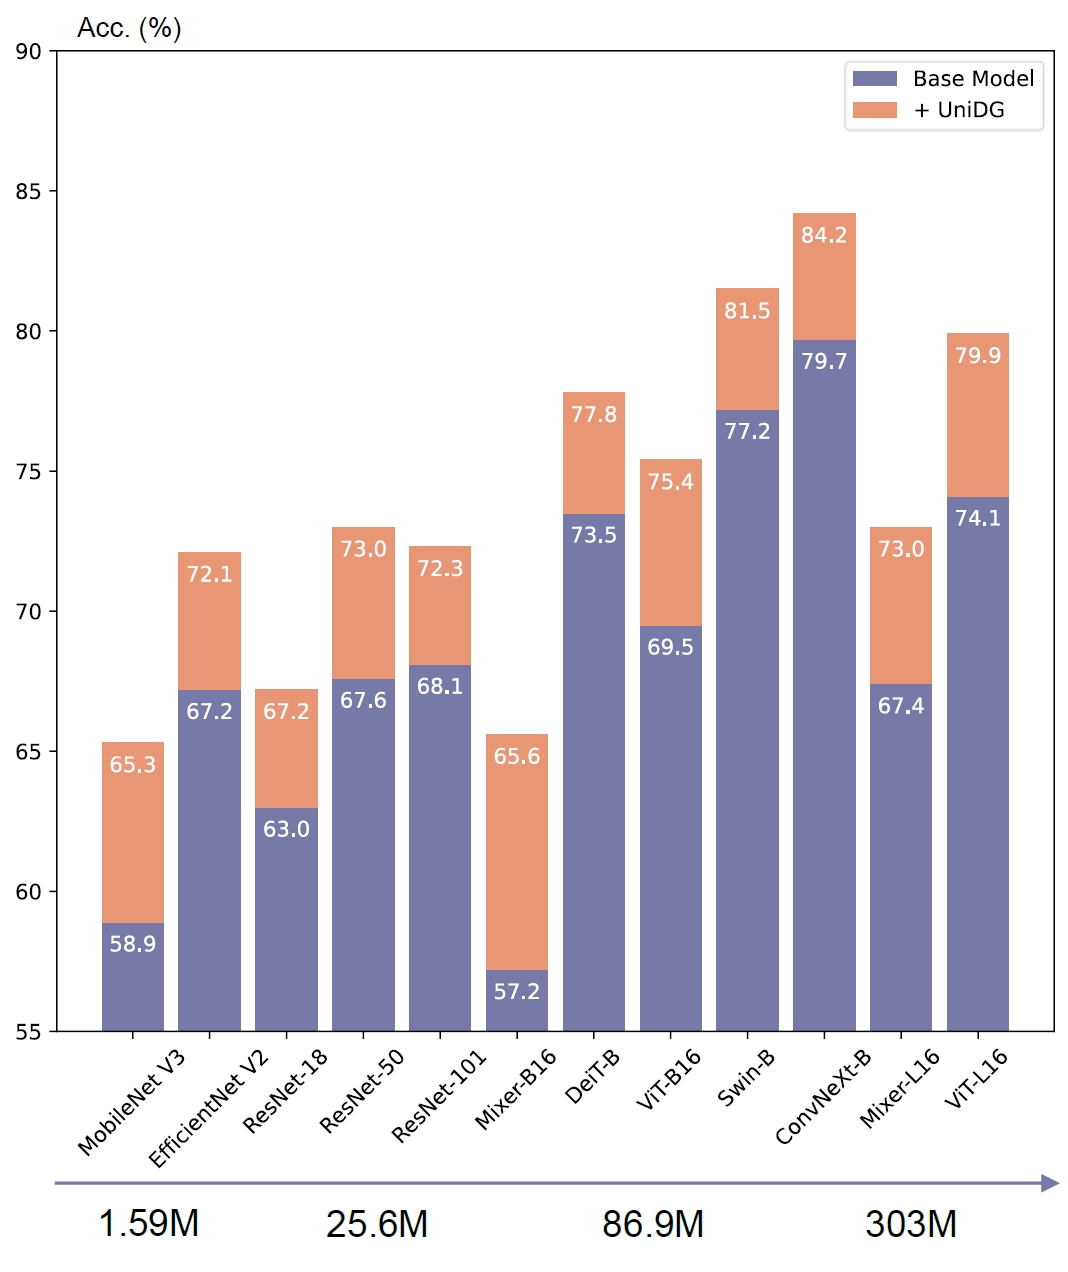 Acc. (%)
90
85
80
75
70
65
60
55
Base Model
+ UniDG
65.3
58.9
72.1
67.2
67.2
63.0
73.0
67.6
72.3
68.1
65.6
57.2
77.8
73.5
75.4
69.5
81.5
77.2
84.2
79.7
73.0
67.4
79.9
74.1
MobileNet V3
EfficientNet V2
ResNet-18
ResNet-50
ResNet-101
Mixer-B16
DeiT-B
ViT-B16
Swin-B
ConvNeXt-B
Mixer-L16
ViT-L16
1.59M
25.6M
86.9M
303M